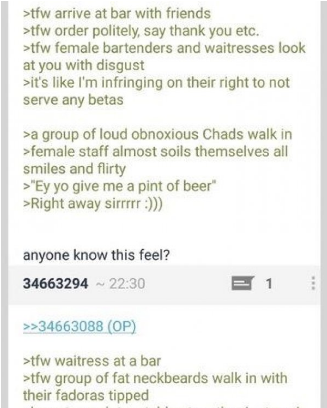 >tfw arrive at bar with friends
>tfw order politely, say thank you etc.
>tfw female bartenders and waitresses look
at you with disgust
>it's like I'm infringing on their right to not
serve any betas
>a group of loud obnoxious Chads walk in
>female staff almost soils themselves all
smiles and flirty
>"Ey yo give me a pint of beer"
>Right away sirrrrr :)))
anyone know this feel?
34663294 ~ 22:30 1
>>34663088 (OP)
>tfw waitress at a bar
>tfw group of fat neckbeards walk in with
their fadoras tipped